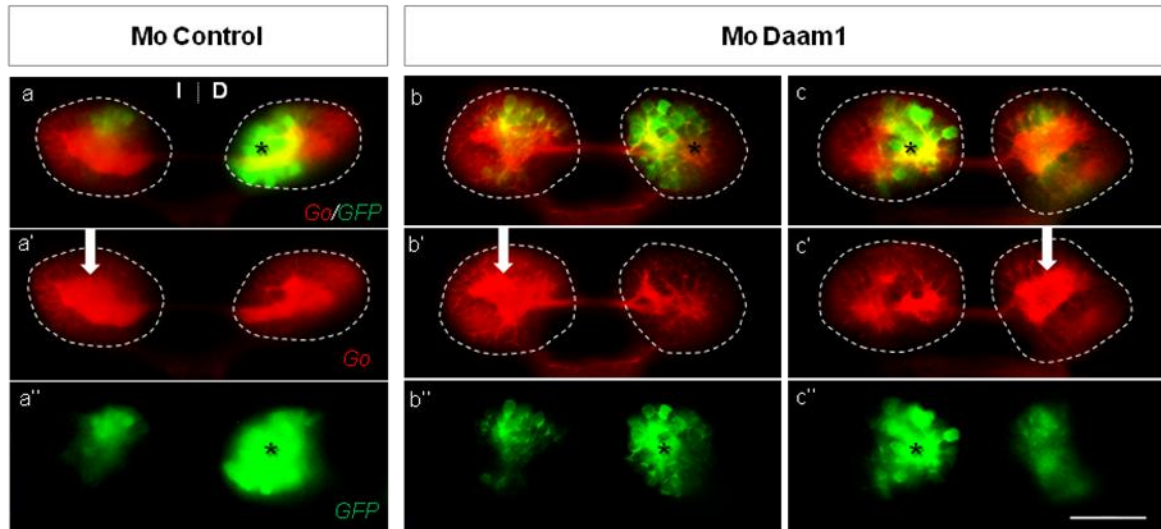 Mo Control
Mo Daam1
a
I D
*
Go/GFP
b
*
c
*
a'
Go
b'
c'
a''
*
GFP
b''
*
c''
*